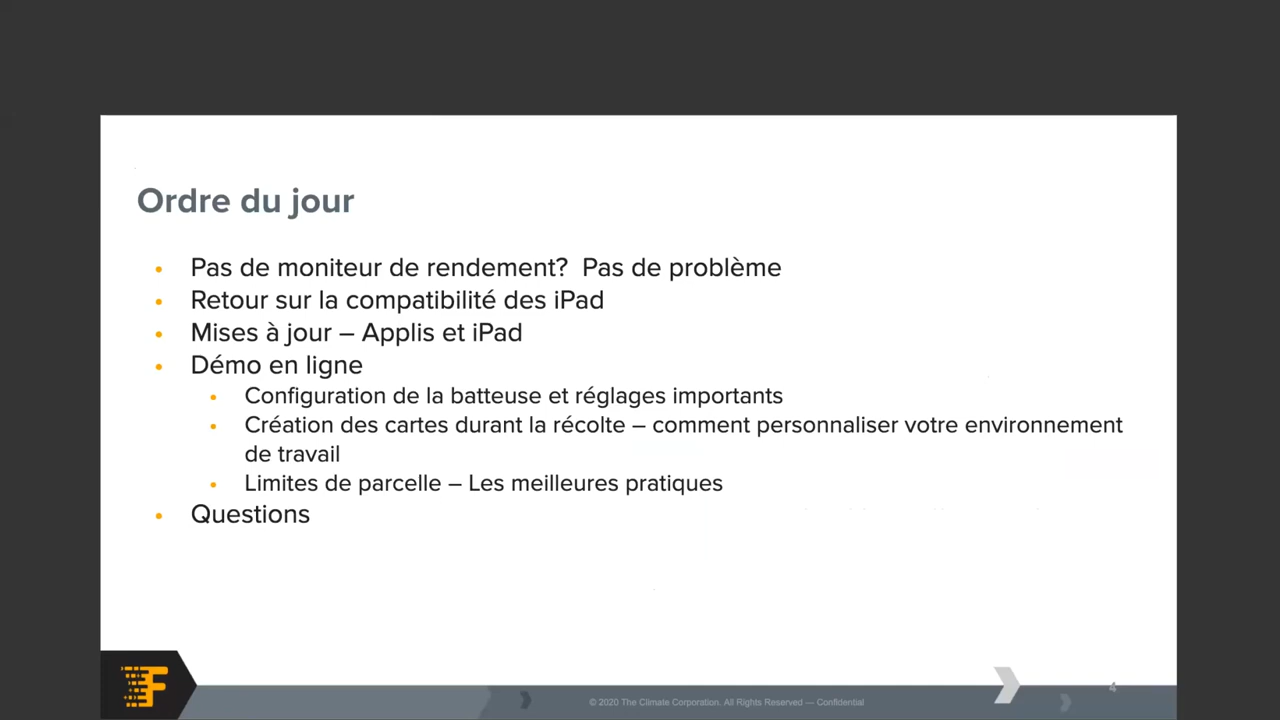 Ordre du jour
• Pas de moniteur de rendement?  Pas de problème
• Retour sur la compatibilité des iPad
• Mises à jour – Applis et iPad
• Démo en ligne
• Configuration de la batteuse et réglages importants
• Création des cartes durant la récolte – comment personnaliser votre environnement
de travail
• Limites de parcelle – Les meilleures pratiques
• Questions
© 2020 The Climate Corporation. All Rights Reserved — Confidential
4